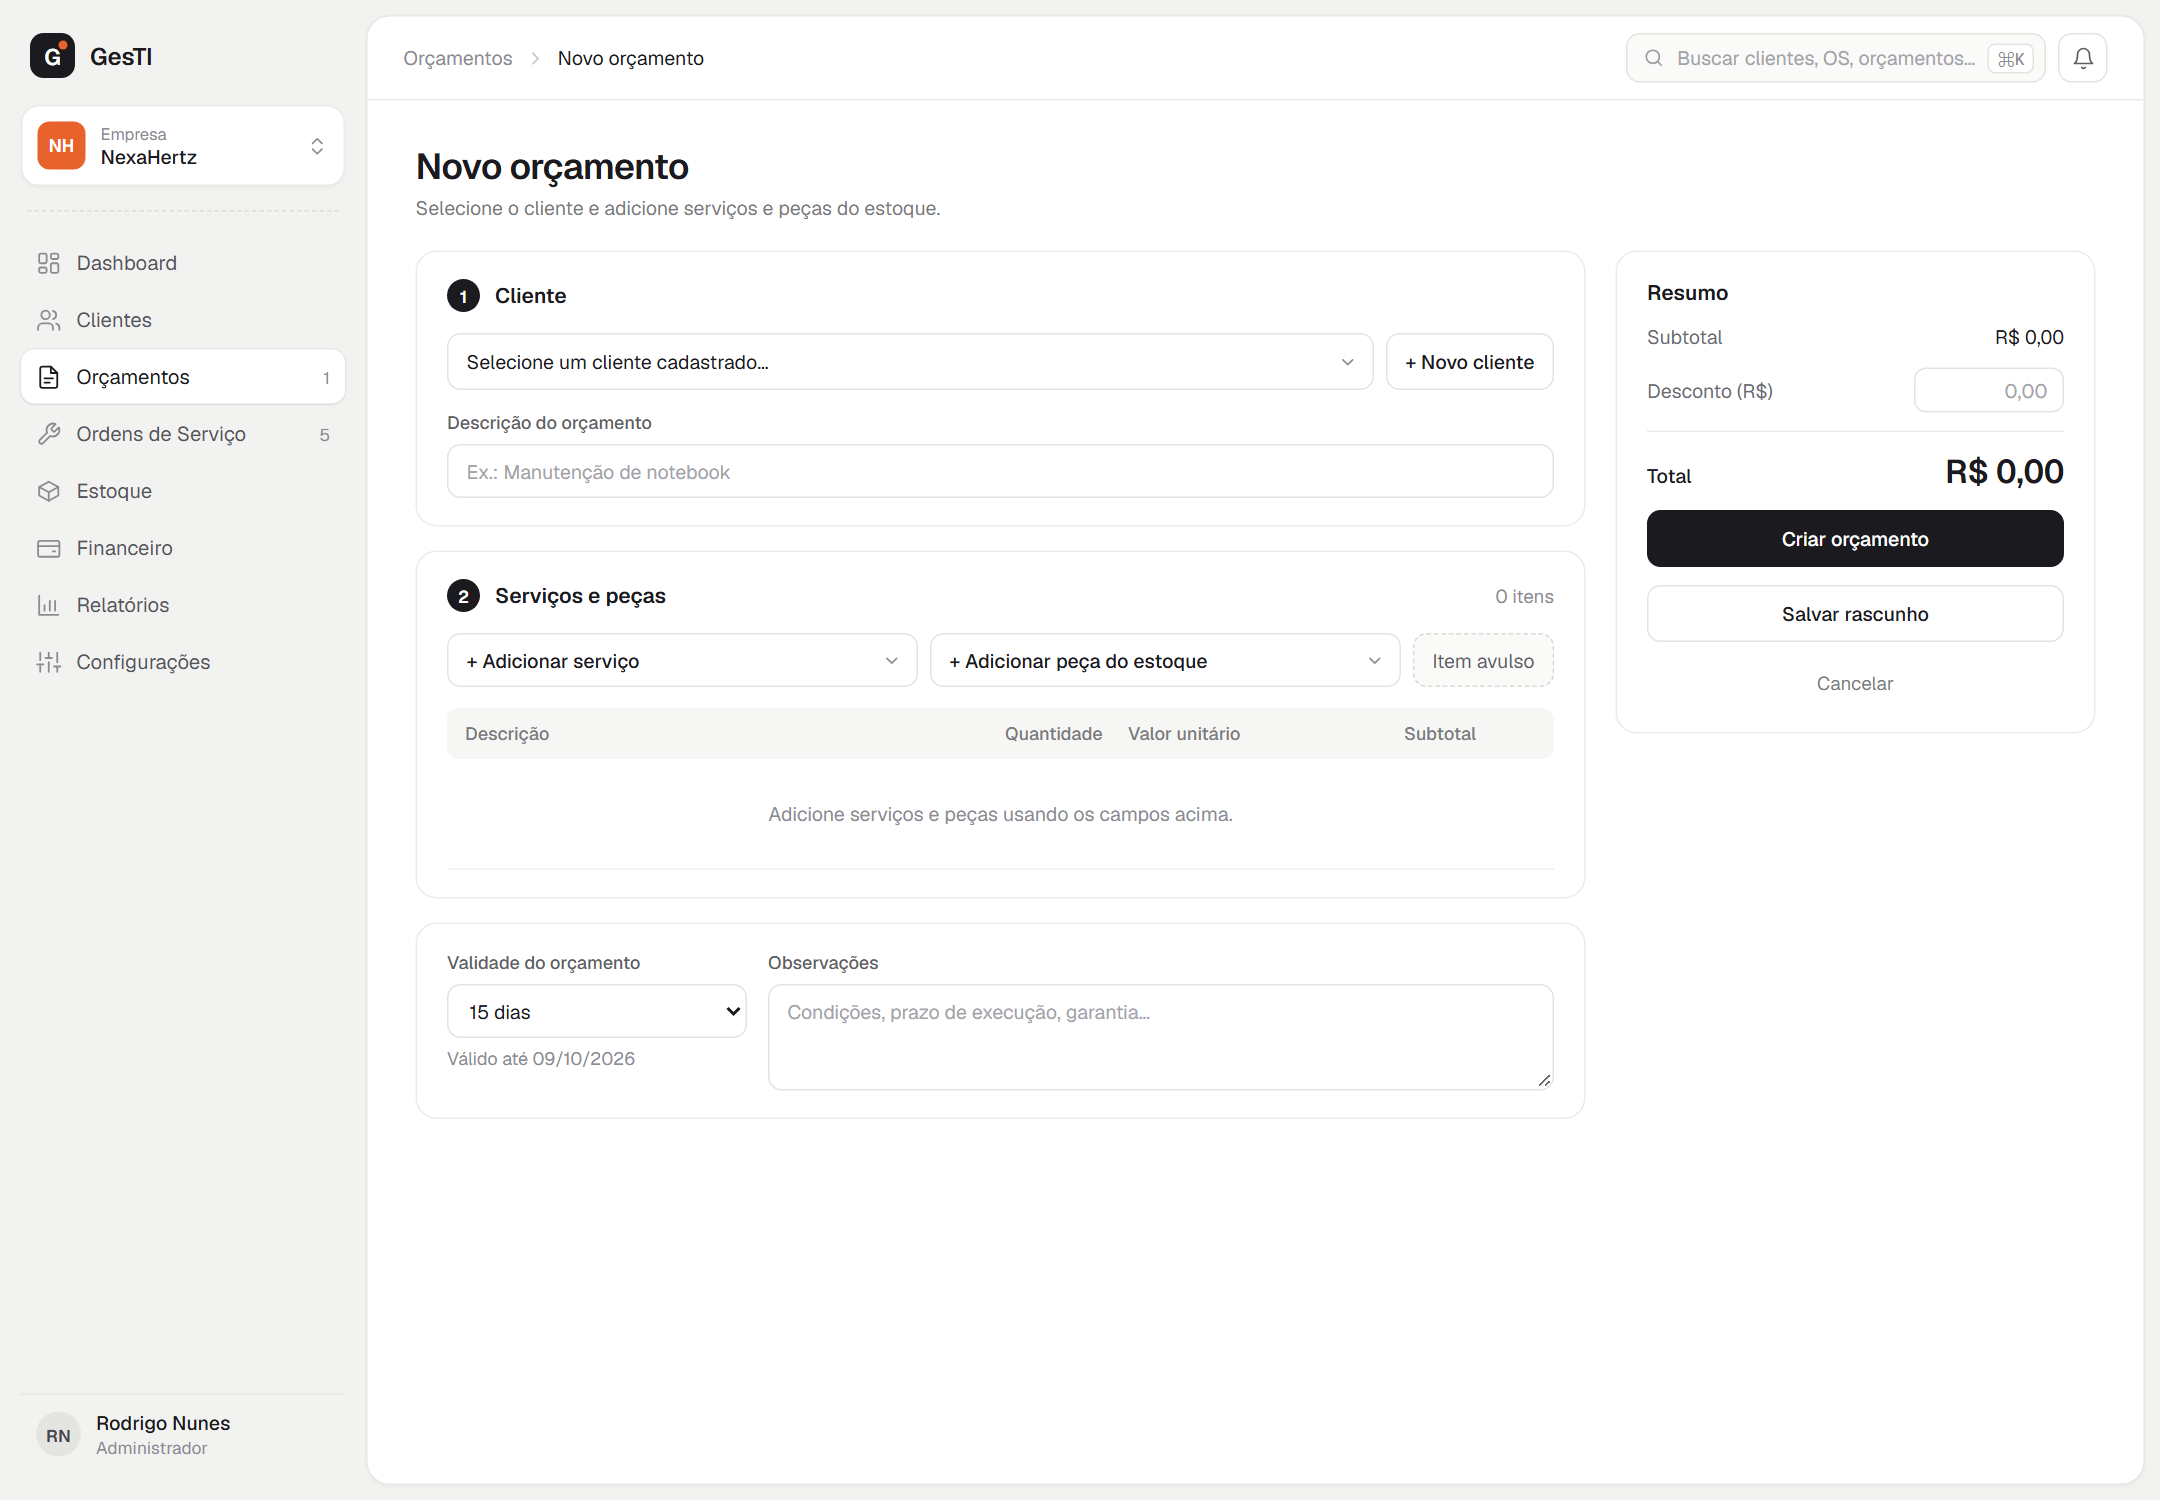 G
GesTI
NH
Empresa
NexaHertz
Dashboard
Clientes
Orçamentos 1
Ordens de Serviço 5
Estoque
Financeiro
Relatórios
Configurações
RN
Rodrigo Nunes
Administrador
Orçamentos > Novo orçamento
Buscar clientes, OS, orçamentos... ⌘K
Novo orçamento
Selecione o cliente e adicione serviços e peças do estoque.
1 Cliente
Selecione um cliente cadastrado...
+ Novo cliente
Descrição do orçamento
Ex.: Manutenção de notebook
2 Serviços e peças
0 itens
+ Adicionar serviço
+ Adicionar peça do estoque
Item avulso
Descrição Quantidade Valor unitário Subtotal
Adicione serviços e peças usando os campos acima.
Validade do orçamento
15 dias
Válido até 09/10/2026
Observações
Condições, prazo de execução, garantia...
Resumo
Subtotal R$ 0,00
Desconto (R$) 0,00
Total R$ 0,00
Criar orçamento
Salvar rascunho
Cancelar